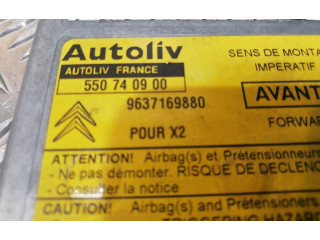 Autoliv
AUTOLIV FRANCE
550 74 09 00
9637169880
POUR X2
SENS DE MONTA
IMPERATIF
AVANT
FORWAR
ATTENTION! Airbag(s) et Prétensionneurs
- Ne pas démonter. RISQUE DE DECLENC
- Consulter la notice
CAUTION! Airbag(s) and Pretensioners